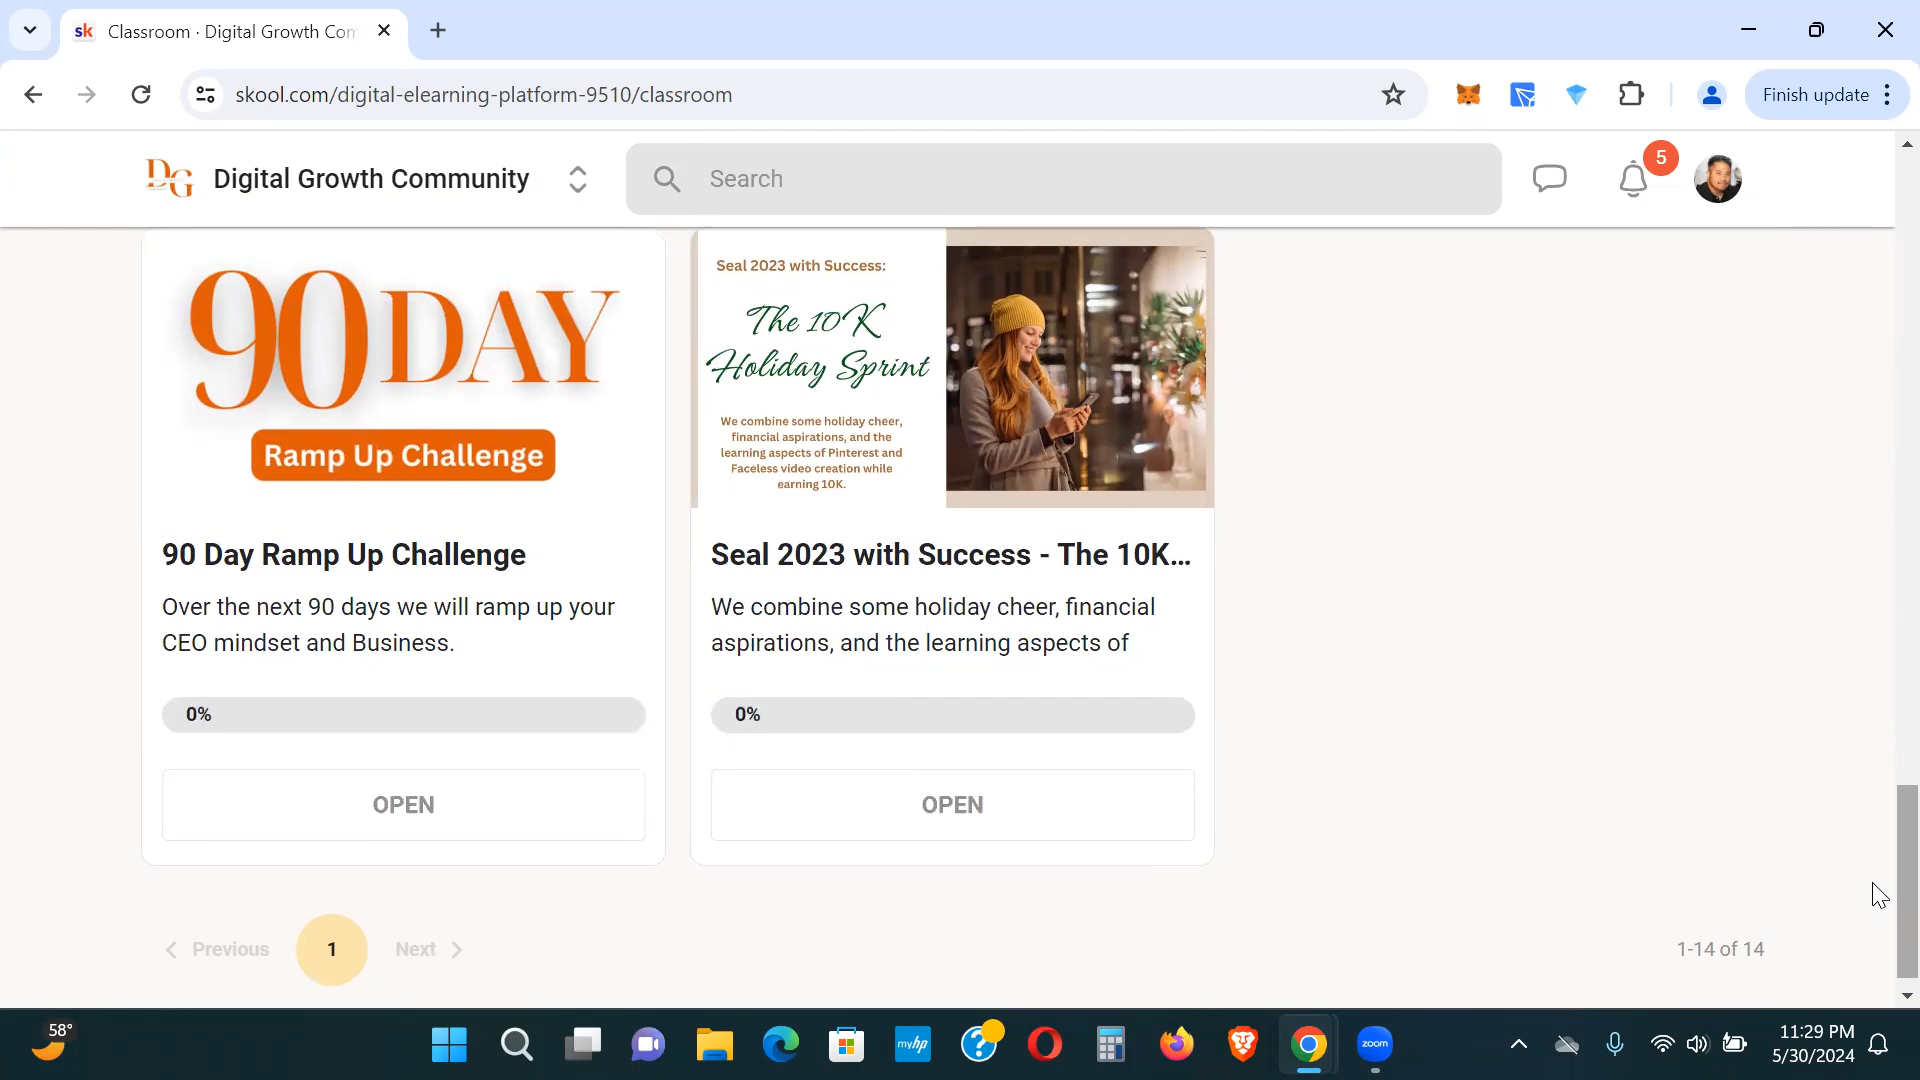 sk Classroom · Digital Growth Com
skool.com/digital-elearning-platform-9510/classroom
Finish update
DG Digital Growth Community
Search
5
90 DAY
Ramp Up Challenge
90 Day Ramp Up Challenge
Over the next 90 days we will ramp up your
CEO mindset and Business.
0%
OPEN
Seal 2023 with Success:
The 10K
Holiday Sprint
We combine some holiday cheer,
financial aspirations, and the
learning aspects of Pinterest and
Faceless video creation while
earning 10K.
Seal 2023 with Success - The 10K...
We combine some holiday cheer, financial
aspirations, and the learning aspects of
0%
OPEN
Previous 1 Next
1-14 of 14
58°
myhp
zoom
11:29 PM
5/30/2024